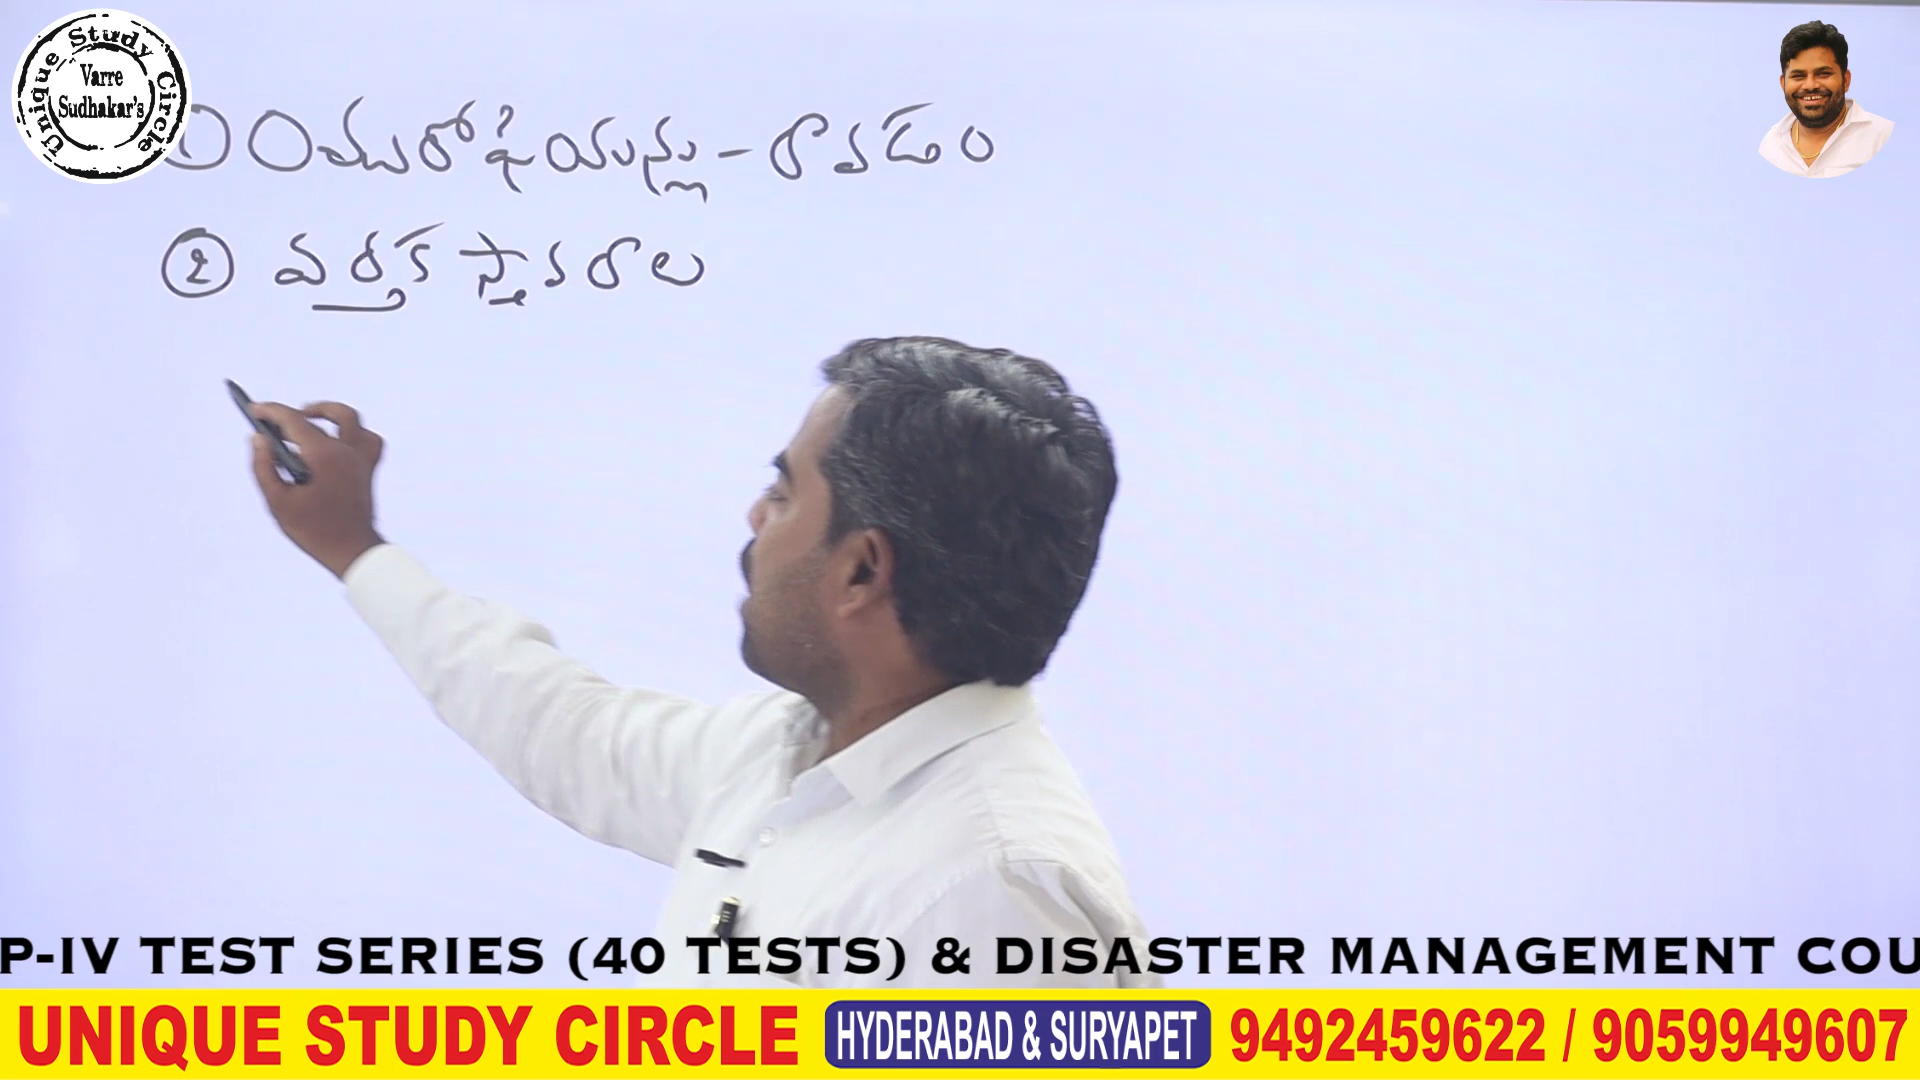 Unique Study Circle
Varre
Sudhakar's
యురోఫియన్లు - రావడం
② వర్తక స్తావరాల
P-IV TEST SERIES (40 TESTS) & DISASTER MANAGEMENT COU
UNIQUE STUDY CIRCLE HYDERABAD & SURYAPET 9492459622 / 9059949607